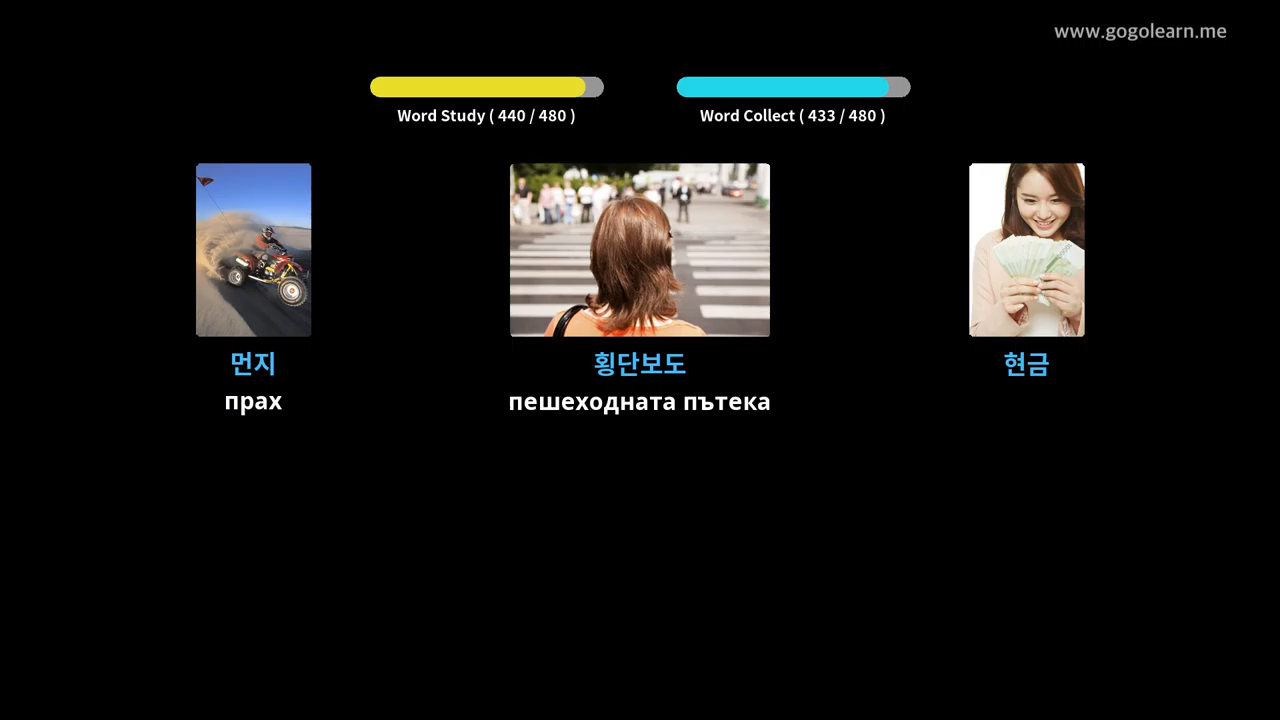 www.gogolearn.me
Word Study ( 440 / 480 )
Word Collect ( 433 / 480 )
먼지
횡단보도
현금
прах
пешеходната пътека